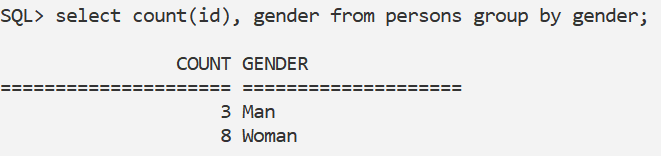 SQL> select count(id), gender from persons group by gender;
COUNT GENDER
===================== ====================
3 Man
8 Woman